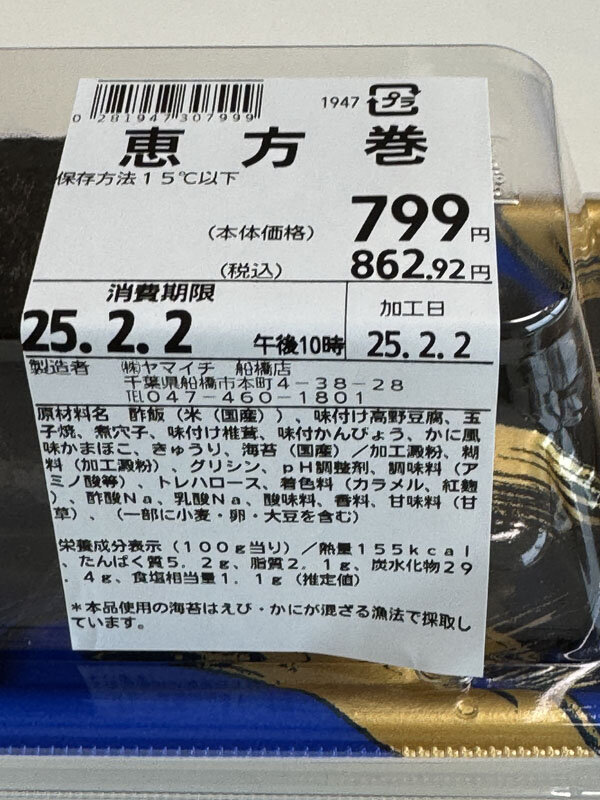 0 281947307999
1947 プラ
恵方巻
保存方法15℃以下
(本体価格) 799円
(税込) 862.92円
消費期限
加工日
25.2.2 午後10時
25.2.2
製造者 ㈱ヤマイチ 船橋店
千葉県船橋市本町4-38-28
TEL047-460-1801
原材料名 酢飯(米(国産))、味付け高野豆腐、玉
子焼、煮穴子、味付け椎茸、味付かんぴょう、かに風
味かまぼこ、きゅうり、海苔(国産)/加工澱粉、糊
料(加工澱粉)、グリシン、pH調整剤、調味料(ア
ミノ酸等)、トレハロース、着色料(カラメル、紅麹
)、酢酸Na、乳酸Na、酸味料、香料、甘味料(甘
草)、(一部に小麦・卵・大豆を含む)
栄養成分表示(100g当り)/熱量155kcal
、たんぱく質5.2g、脂質2.1g、炭水化物29
.4g、食塩相当量1.1g(推定値)
*本品使用の海苔はえび・かにが混ざる漁法で採取し
ています。